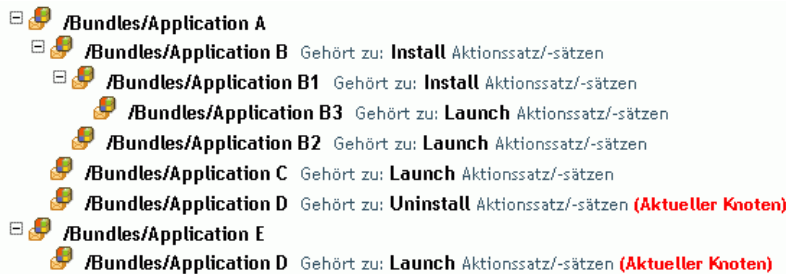 /Bundles/Application A
/Bundles/Application B Gehört zu: Install Aktionssatz/-sätzen
/Bundles/Application B1 Gehört zu: Install Aktionssatz/-sätzen
/Bundles/Application B3 Gehört zu: Launch Aktionssatz/-sätzen
/Bundles/Application B2 Gehört zu: Launch Aktionssatz/-sätzen
/Bundles/Application C Gehört zu: Launch Aktionssatz/-sätzen
/Bundles/Application D Gehört zu: Uninstall Aktionssatz/-sätzen (Aktueller Knoten)
/Bundles/Application E
/Bundles/Application D Gehört zu: Launch Aktionssatz/-sätzen (Aktueller Knoten)